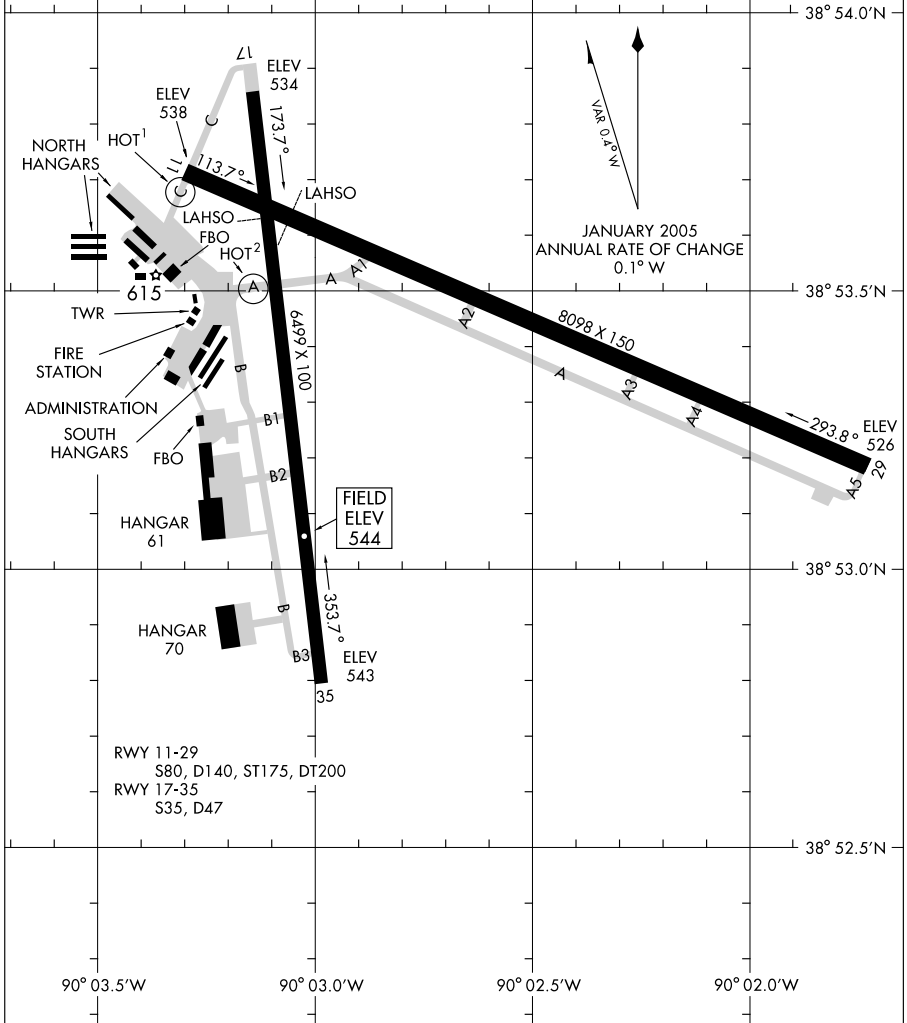 38° 54.0'N
17
ELEV
534
ELEV
538
C
173.7°
VAR 0.4° W
NORTH
HANGARS
HOT1
11
113.7°
C
LAHSO
LAHSO
FBO
HOT2
JANUARY 2005
ANNUAL RATE OF CHANGE
0.1° W
A
A
A1
38° 53.5'N
615
TWR
A2
8098 X 150
6499 X 100
FIRE
STATION
B
A
A3
ADMINISTRATION
A4
SOUTH
HANGARS
B1
293.8°
ELEV
526
29
FBO
B2
A5
FIELD
ELEV
544
HANGAR
61
38° 53.0'N
353.7°
B
HANGAR
70
B3
ELEV
543
35
RWY 11-29
S80, D140, ST175, DT200
RWY 17-35
S35, D47
38° 52.5'N
90° 03.5'W
90° 03.0'W
90° 02.5'W
90° 02.0'W